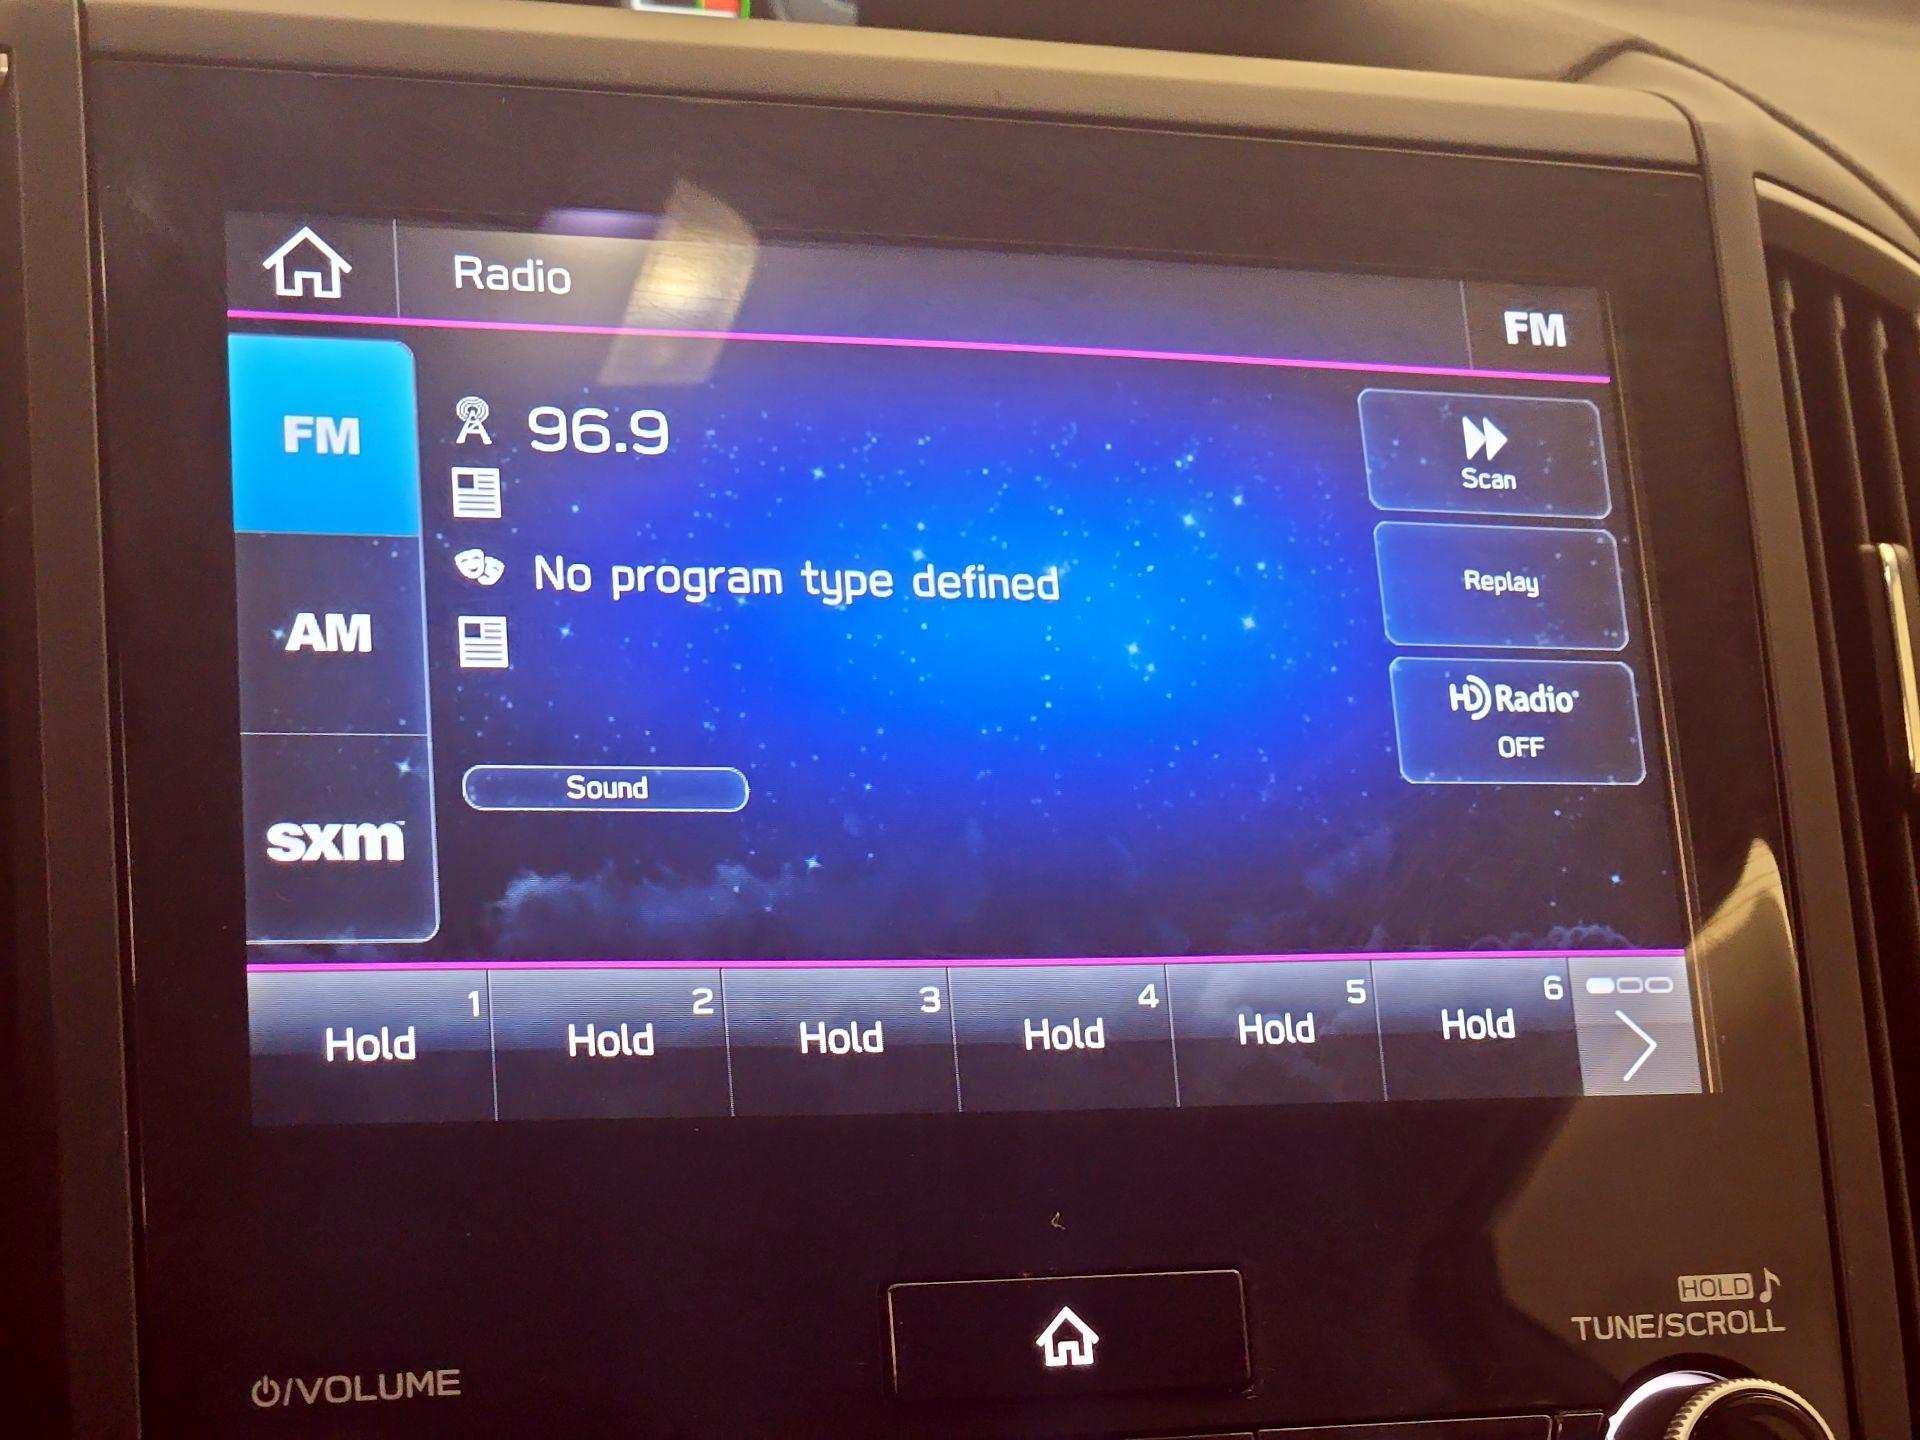 Radio
FM
FM
96.9
Scan
No program type defined
Replay
AM
HD Radio®
OFF
Sound
sxm
1 2 3 4 5 6
Hold Hold Hold Hold Hold Hold
HOLD
TUNE/SCROLL
/VOLUME